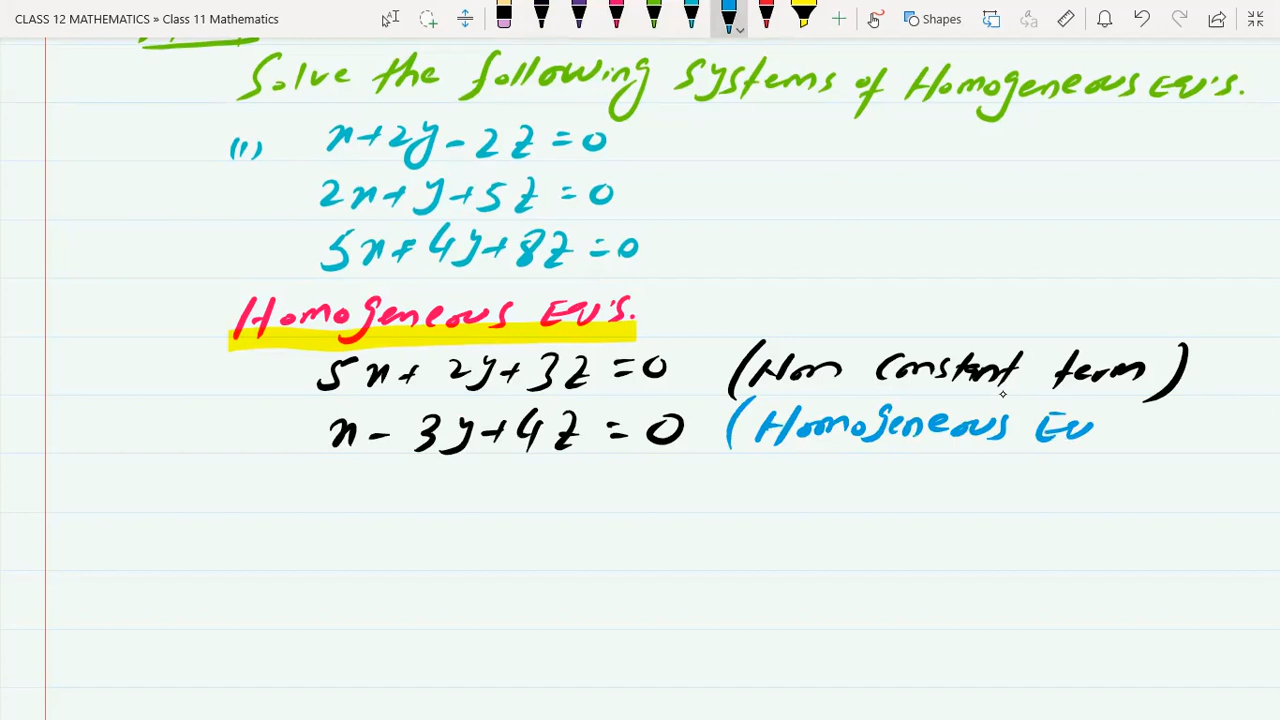 CLASS 12 MATHEMATICS » Class 11 Mathematics
Shapes
Solve the following systems of Homogeneous EQ's.
(1) x+2y-2z=0
2x+y+5z=0
5x+4y+8z=0
Homogeneous EQ's.
5x+2y+3z=0 (Non constant term)
x-3y+4z=0 (Homogeneous EQ